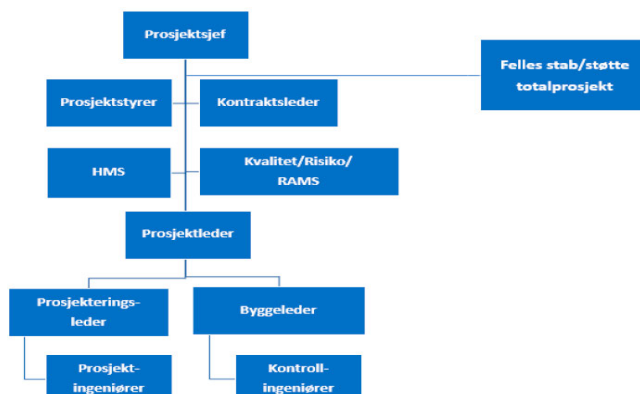 Prosjektsjef
Felles stab/støtte
totalprosjekt
Prosjektstyrer
Kontraktsleder
HMS
Kvalitet/Risiko/
RAMS
Prosjektleder
Prosjekterings-
leder
Byggeleder
Prosjekt-
ingeniører
Kontroll-
ingeniører